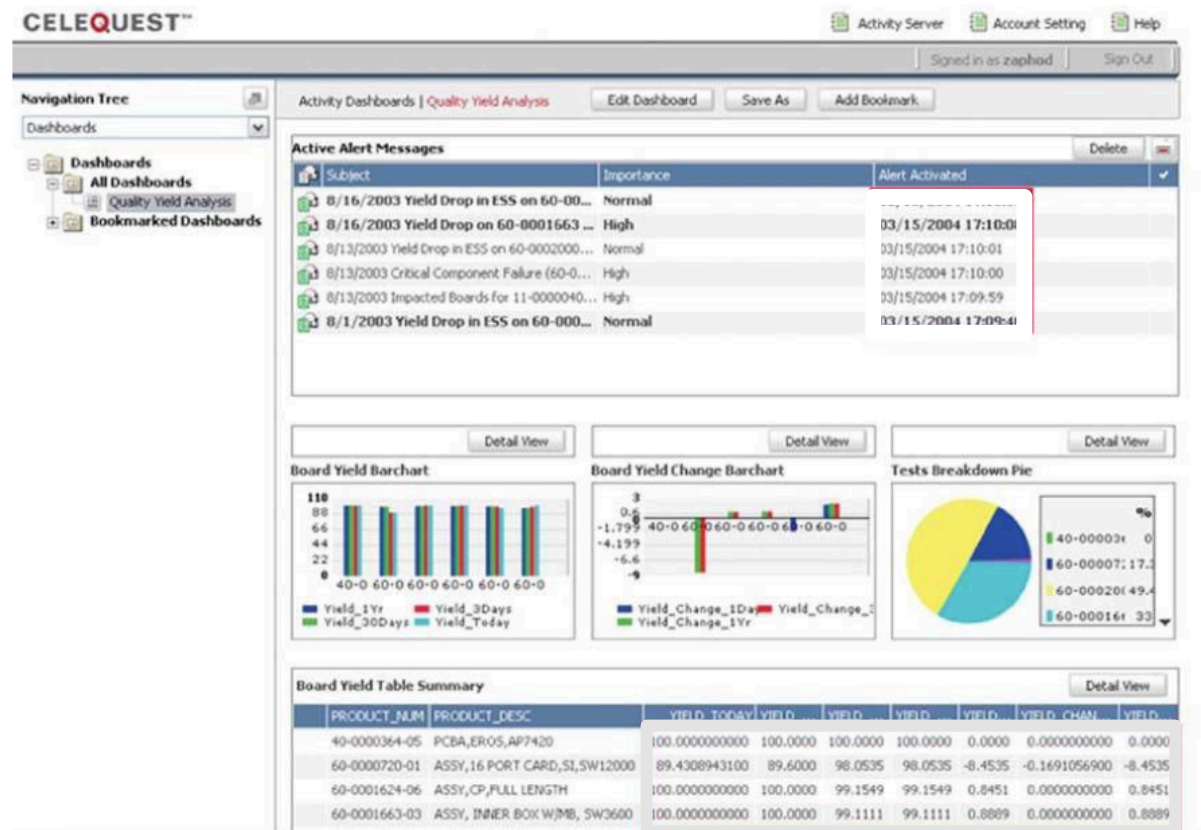 CELEQUEST™
Activity Server Account Setting Help
Signed in as zaphod Sign Out
Navigation Tree
Dashboards
Dashboards
All Dashboards
Quality Yield Analysis
Bookmarked Dashboards
Activity Dashboards | Quality Yield Analysis Edit Dashboard Save As Add Bookmark
Active Alert Messages Delete
Subject Importance Alert Activated
8/16/2003 Yield Drop in ESS on 60-00... Normal
8/16/2003 Yield Drop on 60-0001663 ... High 03/15/2004 17:10:0
8/13/2003 Yield Drop in ESS on 60-0002000... Normal 03/15/2004 17:10:01
8/13/2003 Critical Component Failure (60-0... High 03/15/2004 17:10:00
8/13/2003 Impacted Boards for 11-0000040... High 03/15/2004 17:09:59
8/1/2003 Yield Drop in ESS on 60-000... Normal 03/15/2004 17:09:4
Detail View Detail View Detail View
Board Yield Barchart
110
88
66
44
22
0
40-0 60-0 60-0 60-0 60-0 60-0
Yield_1Yr Yield_3Days
Yield_30Days Yield_Today
Board Yield Change Barchart
3
0.6
-1.799
-4.199
-6.6
-9
40-0 60-0 60-0 60-0 60-0
Yield_Change_1Day Yield_Change_
Yield_Change_1Yr
Tests Breakdown Pie
%
40-00003 0
60-00007 17.
60-00020 49.
60-00016 33
Board Yield Table Summary Detail View
PRODUCT_NUM PRODUCT_DESC YIELD_TODAY YIELD_... YIELD_... YIELD_... YIELD_... YIELD_CHAN... YIELD_...
40-0000364-05 PCBA,EROS,AP7420 100.0000000000 100.0000 100.0000 100.0000 0.0000 0.0000000000 0.0000
60-0000720-01 ASSY,16 PORT CARD,SI,SW12000 89.4308943100 89.6000 98.0535 98.0535 -8.4535 -0.1691056900 -8.4535
60-0001624-06 ASSY,CP,FULL LENGTH 100.0000000000 100.0000 99.1549 99.1549 0.8451 0.0000000000 0.8451
60-0001663-03 ASSY, INNER BOX W/MB, SW3600 100.0000000000 100.0000 99.1111 99.1111 0.8889 0.0000000000 0.8889